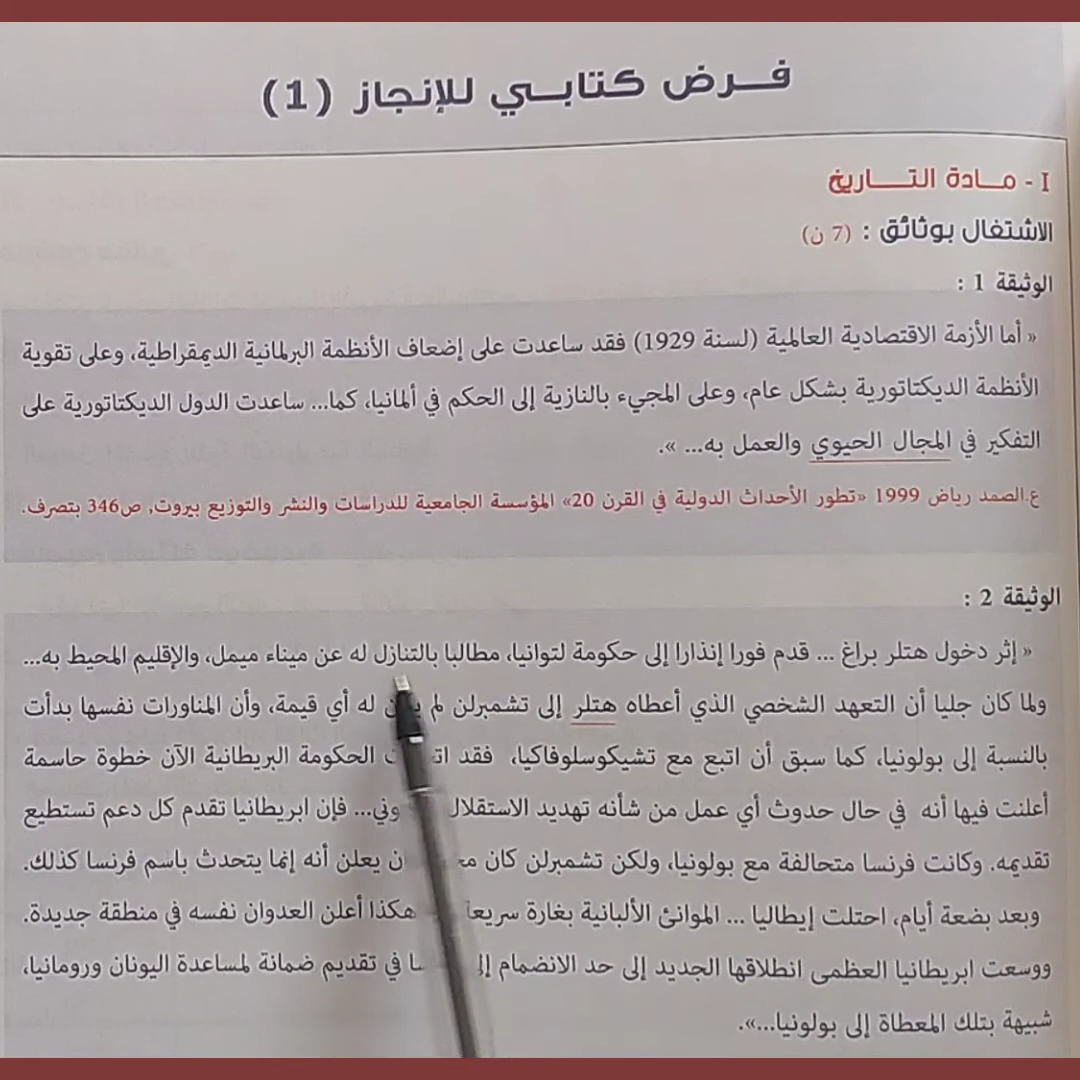 فرض كتابي للإنجاز (1)
I - مادة التاريخ
الاشتغال بوثائق : (7 ن)
الوثيقة 1 :
« أما الأزمة الاقتصادية العالمية (لسنة 1929) فقد ساعدت على إضعاف الأنظمة البرلمانية الديمقراطية، وعلى تقوية
الأنظمة الديكتاتورية بشكل عام، وعلى المجيء بالنازية إلى الحكم في ألمانيا، كما... ساعدت الدول الديكتاتورية على
التفكير في المجال الحيوي والعمل به... ».
ع.الصمد رياض 1999 «تطور الأحداث الدولية في القرن 20» المؤسسة الجامعية للدراسات والنشر والتوزيع بيروت, ص346 بتصرف.
الوثيقة 2 :
« إثر دخول هتلر براغ ... قدم فورا إنذارا إلى حكومة لتوانيا، مطالبا بالتنازل له عن ميناء ميمل، والإقليم المحيط به...
ولما كان جليا أن التعهد الشخصي الذي أعطاه هتلر إلى تشمبرلن لم له أي قيمة، وأن المناورات نفسها بدأت
بالنسبة إلى بولونيا، كما سبق أن اتبع مع تشيكوسلوفاكيا، فقد الحكومة البريطانية الآن خطوة حاسمة
أعلنت فيها أنه في حال حدوث أي عمل من شأنه تهديد الاستقلال ... فإن ابريطانيا تقدم كل دعم تستطيع
تقديمه. وكانت فرنسا متحالفة مع بولونيا، ولكن تشمبرلن كان يعلن أنه إنما يتحدث باسم فرنسا كذلك.
وبعد بضعة أيام، احتلت إيطاليا ... الموانئ الألبانية بغارة هكذا أعلن العدوان نفسه في منطقة جديدة.
ووسعت ابريطانيا العظمى انطلاقها الجديد إلى حد الانضمام في تقديم ضمانة لمساعدة اليونان ورومانيا،
شبيهة بتلك المعطاة إلى بولونيا...».